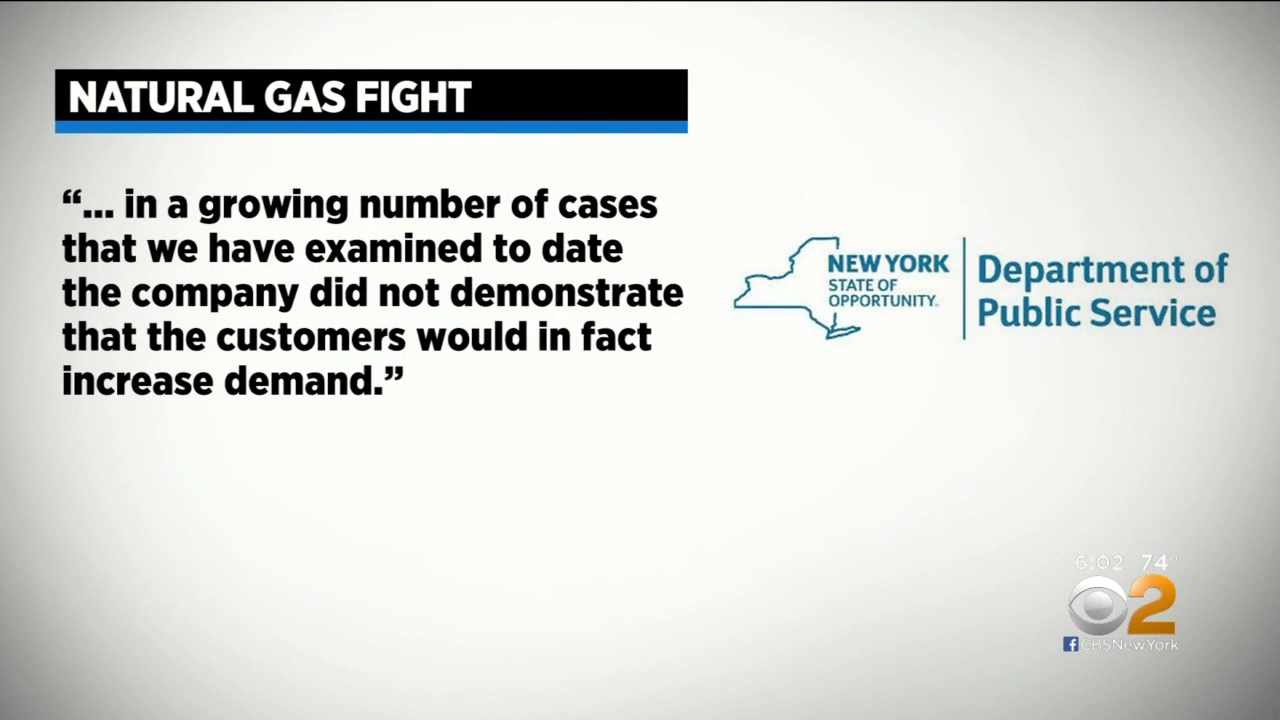 NATURAL GAS FIGHT
“... in a growing number of cases
that we have examined to date
the company did not demonstrate
that the customers would in fact
increase demand.”
NEW YORK
STATE OF
OPPORTUNITY.
Department of
Public Service
6:02 74°
2
f CBSNewYork